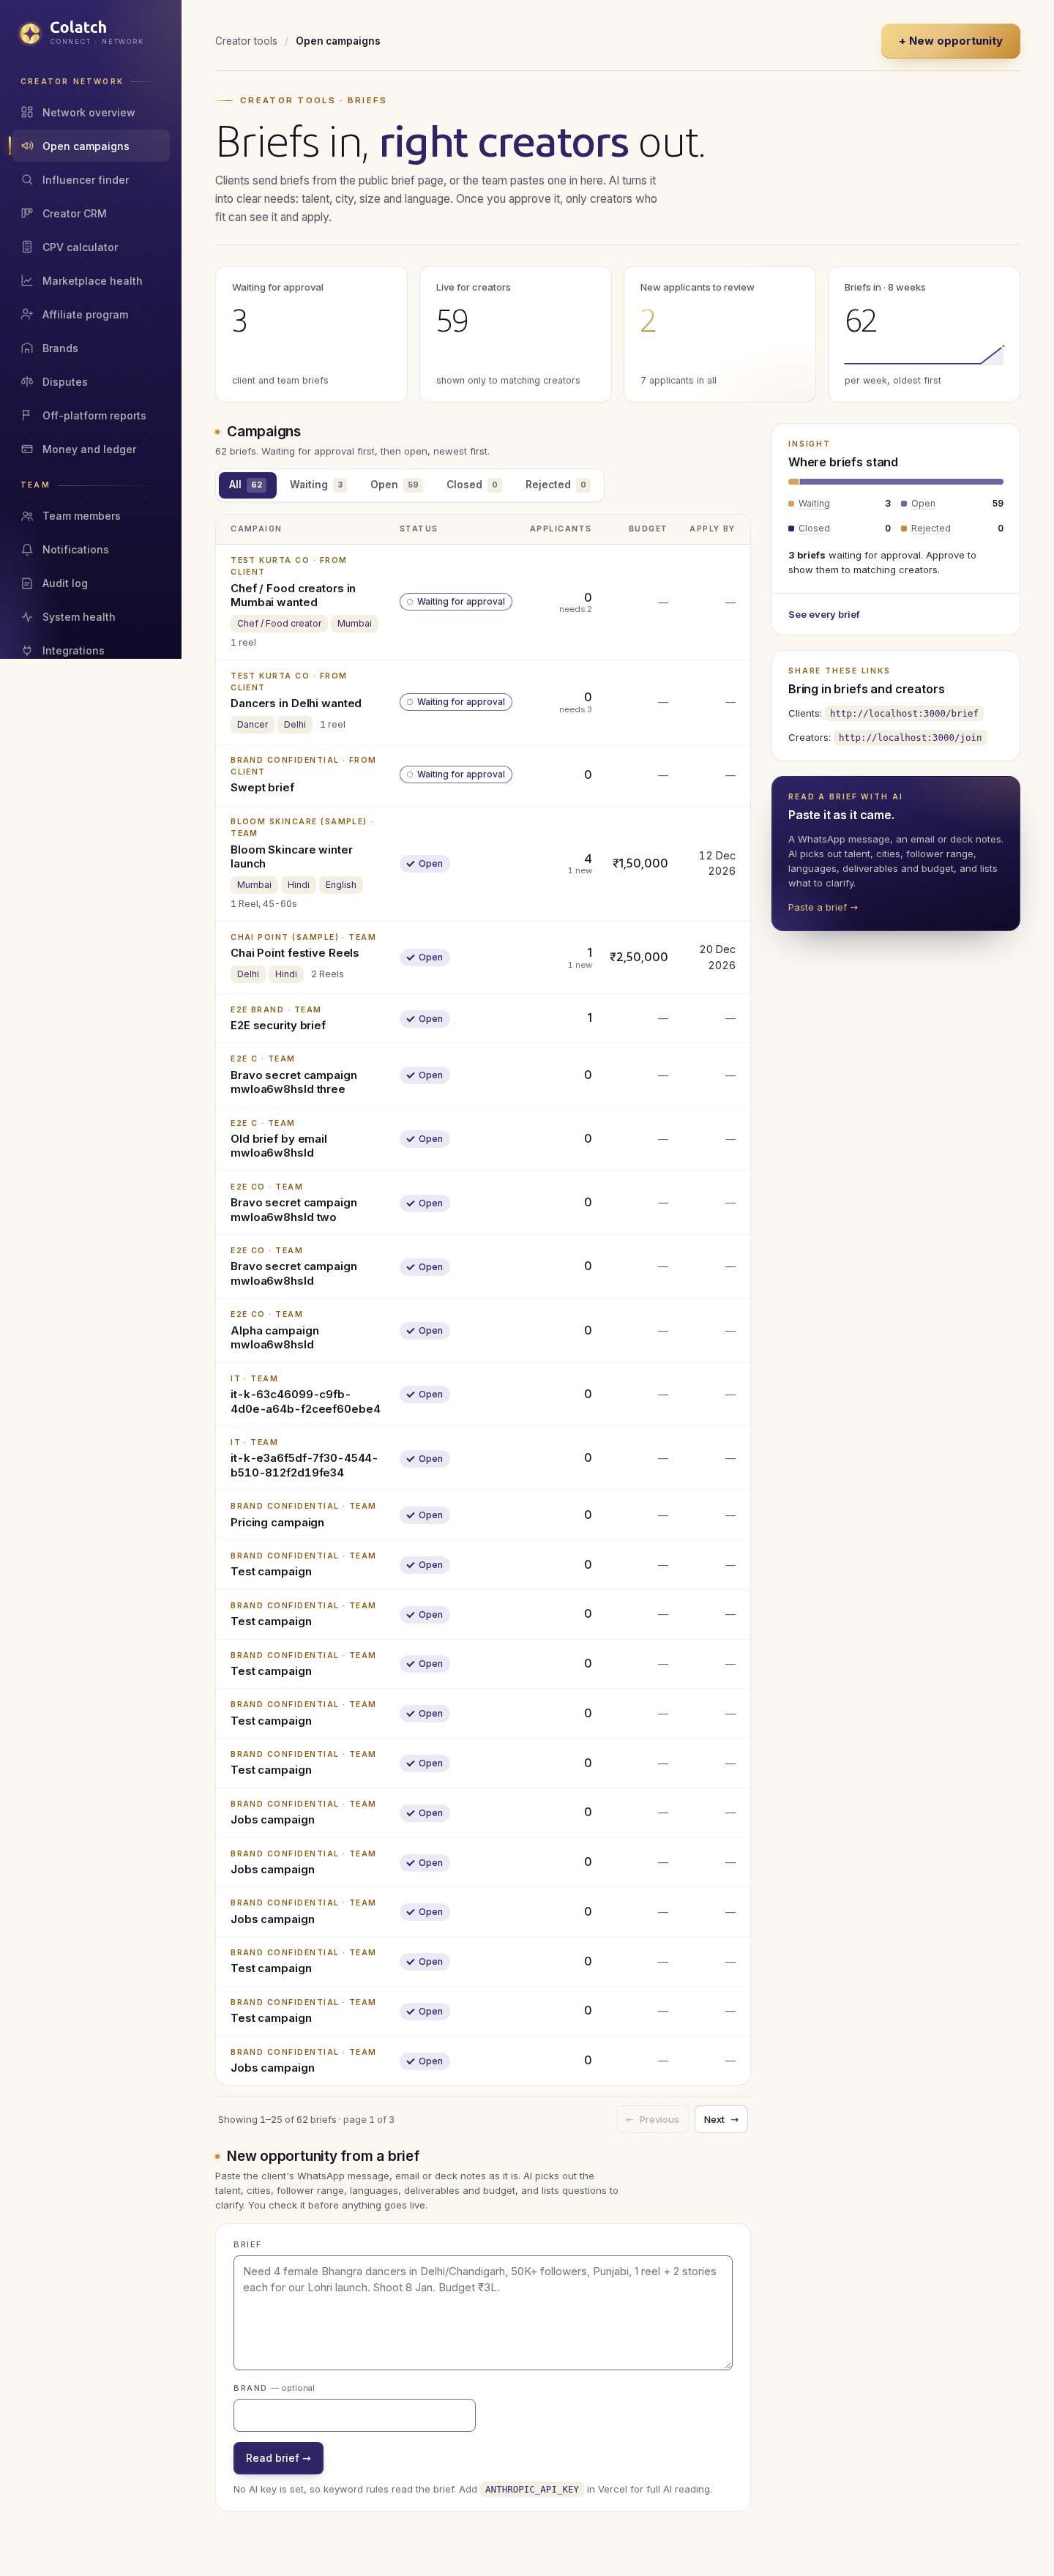 Colatch
CONNECT · NETWORK
CREATOR NETWORK
Network overview
Open campaigns
Influencer finder
Creator CRM
CPV calculator
Marketplace health
Affiliate program
Brands
Disputes
Off-platform reports
Money and ledger
TEAM
Team members
Notifications
Audit log
System health
Integrations
Creator tools / Open campaigns
+ New opportunity
CREATOR TOOLS · BRIEFS
Briefs in, right creators out.
Clients send briefs from the public brief page, or the team pastes one in here. AI turns it
into clear needs: talent, city, size and language. Once you approve it, only creators who
fit can see it and apply.
Waiting for approval
3
client and team briefs
Live for creators
59
shown only to matching creators
New applicants to review
2
7 applicants in all
Briefs in · 8 weeks
62
per week, oldest first
Campaigns
62 briefs. Waiting for approval first, then open, newest first.
All 62 Waiting 3 Open 59 Closed 0 Rejected 0
CAMPAIGN STATUS APPLICANTS BUDGET APPLY BY
TEST KURTA CO · FROM
CLIENT
Chef / Food creators in
Mumbai wanted
Chef / Food creator Mumbai
1 reel
Waiting for approval
0
needs 2
— —
TEST KURTA CO · FROM
CLIENT
Dancers in Delhi wanted
Dancer Delhi 1 reel
Waiting for approval
0
needs 3
— —
BRAND CONFIDENTIAL · FROM
CLIENT
Swept brief
Waiting for approval 0 — —
BLOOM SKINCARE (SAMPLE) ·
TEAM
Bloom Skincare winter
launch
Mumbai Hindi English
1 Reel, 45-60s
Open
4
1 new
₹1,50,000
12 Dec
2026
CHAI POINT (SAMPLE) · TEAM
Chai Point festive Reels
Delhi Hindi 2 Reels
Open
1
1 new
₹2,50,000
20 Dec
2026
E2E BRAND · TEAM
E2E security brief
Open 1 — —
E2E C · TEAM
Bravo secret campaign
mwloa6w8hsld three
Open 0 — —
E2E C · TEAM
Old brief by email
mwloa6w8hsld
Open 0 — —
E2E CO · TEAM
Bravo secret campaign
mwloa6w8hsld two
Open 0 — —
E2E CO · TEAM
Bravo secret campaign
mwloa6w8hsld
Open 0 — —
E2E CO · TEAM
Alpha campaign
mwloa6w8hsld
Open 0 — —
IT · TEAM
it-k-63c46099-c9fb-
4d0e-a64b-f2ceef60ebe4
Open 0 — —
IT · TEAM
it-k-e3a6f5df-7f30-4544-
b510-812f2d19fe34
Open 0 — —
BRAND CONFIDENTIAL · TEAM
Pricing campaign
Open 0 — —
BRAND CONFIDENTIAL · TEAM
Test campaign
Open 0 — —
BRAND CONFIDENTIAL · TEAM
Test campaign
Open 0 — —
BRAND CONFIDENTIAL · TEAM
Test campaign
Open 0 — —
BRAND CONFIDENTIAL · TEAM
Test campaign
Open 0 — —
BRAND CONFIDENTIAL · TEAM
Test campaign
Open 0 — —
BRAND CONFIDENTIAL · TEAM
Jobs campaign
Open 0 — —
BRAND CONFIDENTIAL · TEAM
Jobs campaign
Open 0 — —
BRAND CONFIDENTIAL · TEAM
Jobs campaign
Open 0 — —
BRAND CONFIDENTIAL · TEAM
Test campaign
Open 0 — —
BRAND CONFIDENTIAL · TEAM
Test campaign
Open 0 — —
BRAND CONFIDENTIAL · TEAM
Jobs campaign
Open 0 — —
Showing 1–25 of 62 briefs · page 1 of 3
← Previous Next →
INSIGHT
Where briefs stand
Waiting 3 Open 59
Closed 0 Rejected 0
3 briefs waiting for approval. Approve to
show them to matching creators.
See every brief
SHARE THESE LINKS
Bring in briefs and creators
Clients: http://localhost:3000/brief
Creators: http://localhost:3000/join
READ A BRIEF WITH AI
Paste it as it came.
A WhatsApp message, an email or deck notes.
AI picks out talent, cities, follower range,
languages, deliverables and budget, and lists
what to clarify.
Paste a brief →
New opportunity from a brief
Paste the client's WhatsApp message, email or deck notes as it is. AI picks out the
talent, cities, follower range, languages, deliverables and budget, and lists questions to
clarify. You check it before anything goes live.
BRIEF
Need 4 female Bhangra dancers in Delhi/Chandigarh, 50K+ followers, Punjabi, 1 reel + 2 stories
each for our Lohri launch. Shoot 8 Jan. Budget ₹3L.
BRAND — optional
Read brief →
No AI key is set, so keyword rules read the brief. Add ANTHROPIC_API_KEY in Vercel for full AI reading.